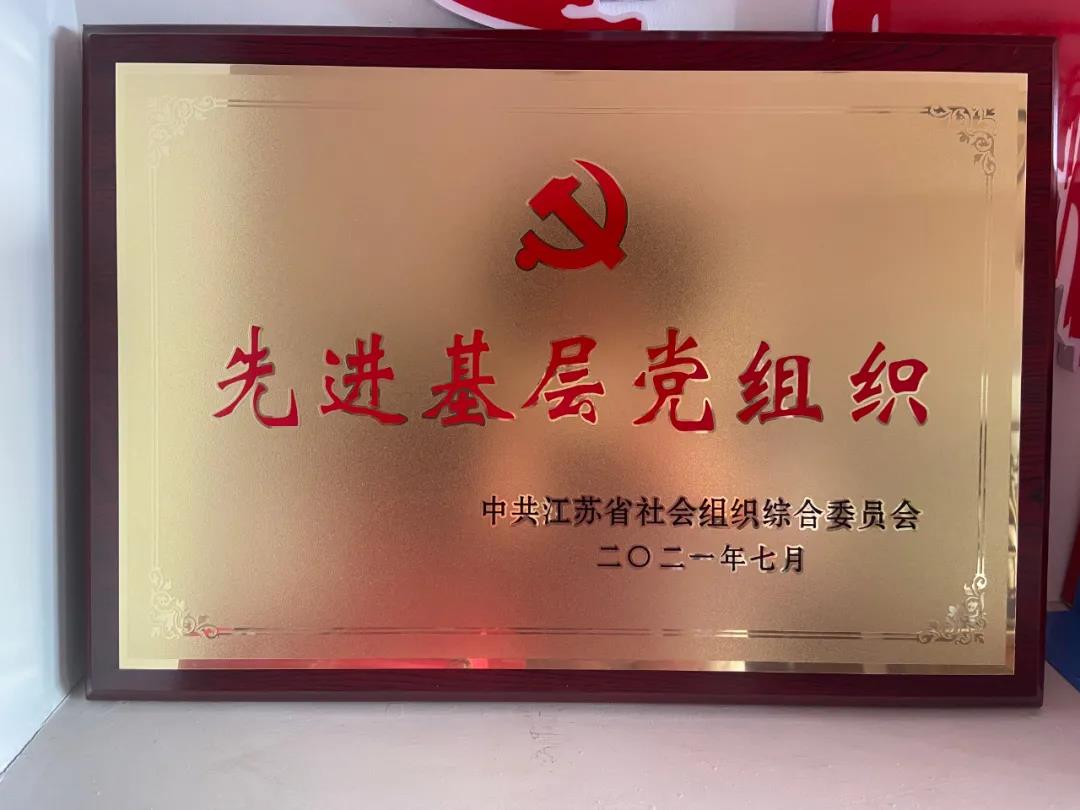 先进基层党组织
中共江苏省社会组织综合委员会
二〇二一年七月